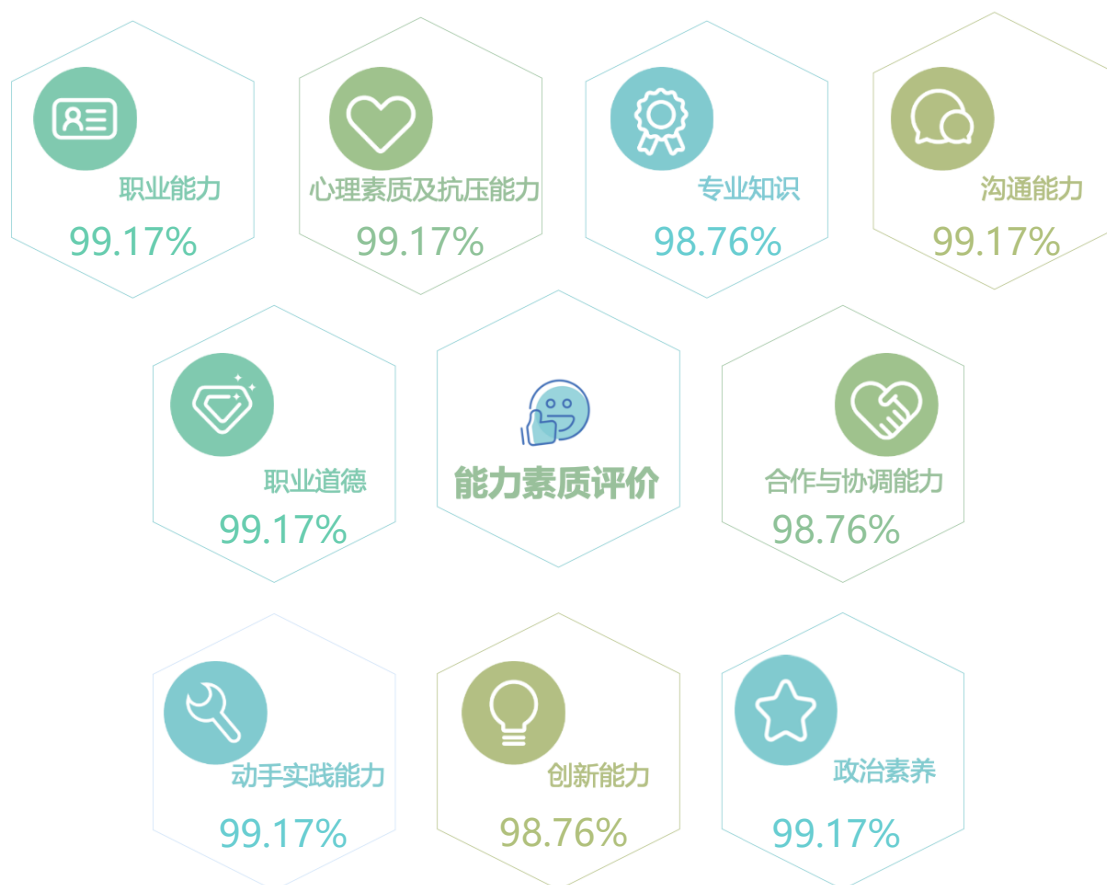 职业能力
99.17%
心理素质及抗压能力
99.17%
专业知识
98.76%
沟通能力
99.17%
职业道德
99.17%
能力素质评价
合作与协调能力
98.76%
动手实践能力
99.17%
创新能力
98.76%
政治素养
99.17%